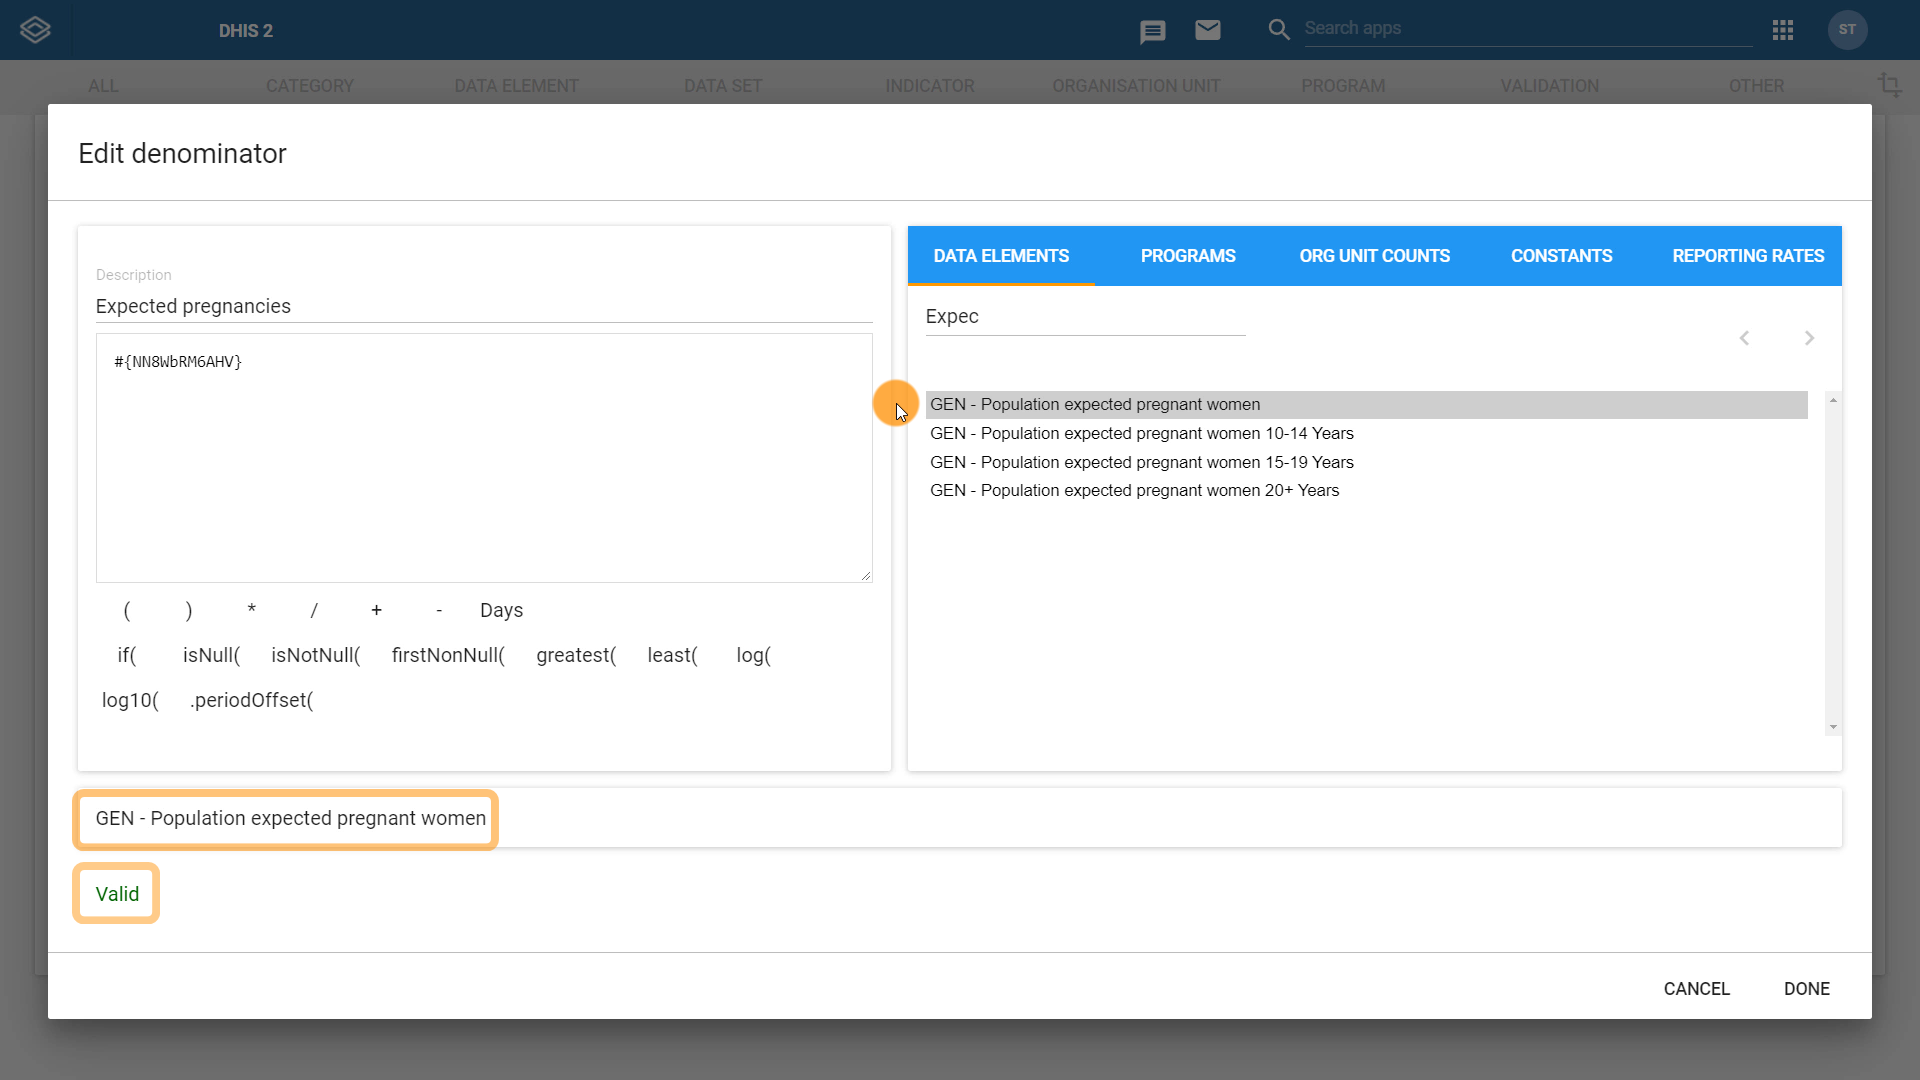 DHIS 2
Search apps
ST
ALL CATEGORY DATA ELEMENT DATA SET INDICATOR ORGANISATION UNIT PROGRAM VALIDATION OTHER
Edit denominator
Description
Expected pregnancies
#{NN8WbRM6AHV}
( ) * / + - Days
if( isNull( isNotNull( firstNonNull( greatest( least( log(
log10( .periodOffset(
DATA ELEMENTS PROGRAMS ORG UNIT COUNTS CONSTANTS REPORTING RATES
Expec
GEN - Population expected pregnant women
GEN - Population expected pregnant women 10-14 Years
GEN - Population expected pregnant women 15-19 Years
GEN - Population expected pregnant women 20+ Years
GEN - Population expected pregnant women
Valid
CANCEL DONE